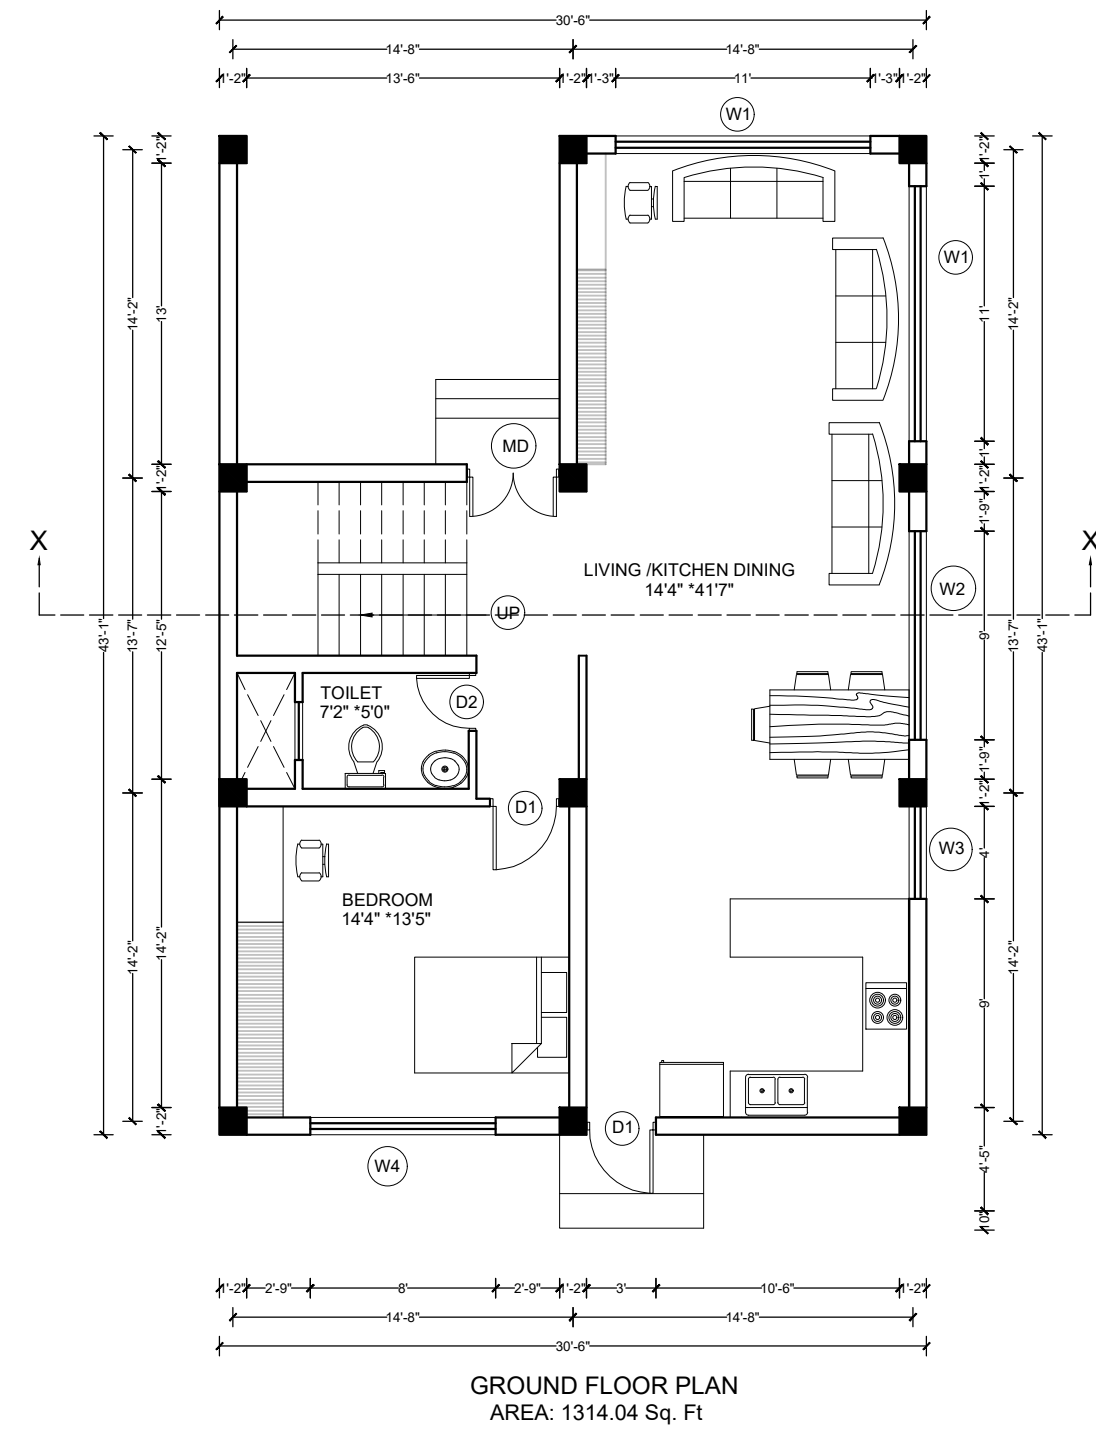 30'-6"
14'-8" 14'-8"
1'-2" 13'-6" 1'-2" 1'-3" 11' 1'-3" 1'-2"
W1
1'-2" 1'-2"
1'
W1
14'-2" 13' 11' 14'-2"
MD
1'
1'-2" 1'-2"
1'-9"
X X
LIVING /KITCHEN DINING
14'4" *41'7"
W2
UP
43'-1" 13'-7" 12'-5" 9' 13'-7" 43'-1"
TOILET
7'2" *5'0"
D2
1'-9"
1'-2"
D1
W3
4'
BEDROOM
14'4" *13'5"
14'-2" 14'-2" 14'-2"
9'
1'-2"
D1
W4
4'-5"
10"
1'-2" 2'-9" 8' 2'-9" 1'-2" 3' 10'-6" 1'-2"
14'-8" 14'-8"
30'-6"
GROUND FLOOR PLAN
AREA: 1314.04 Sq. Ft